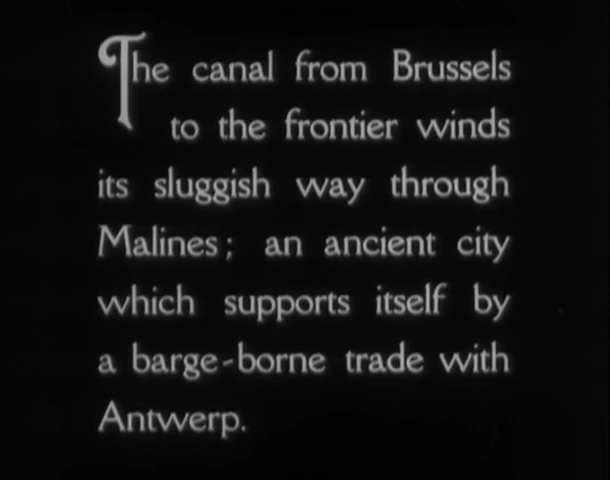 The canal from Brussels
to the frontier winds
its sluggish way through
Malines; an ancient city
which supports itself by
a barge-borne trade with
Antwerp.